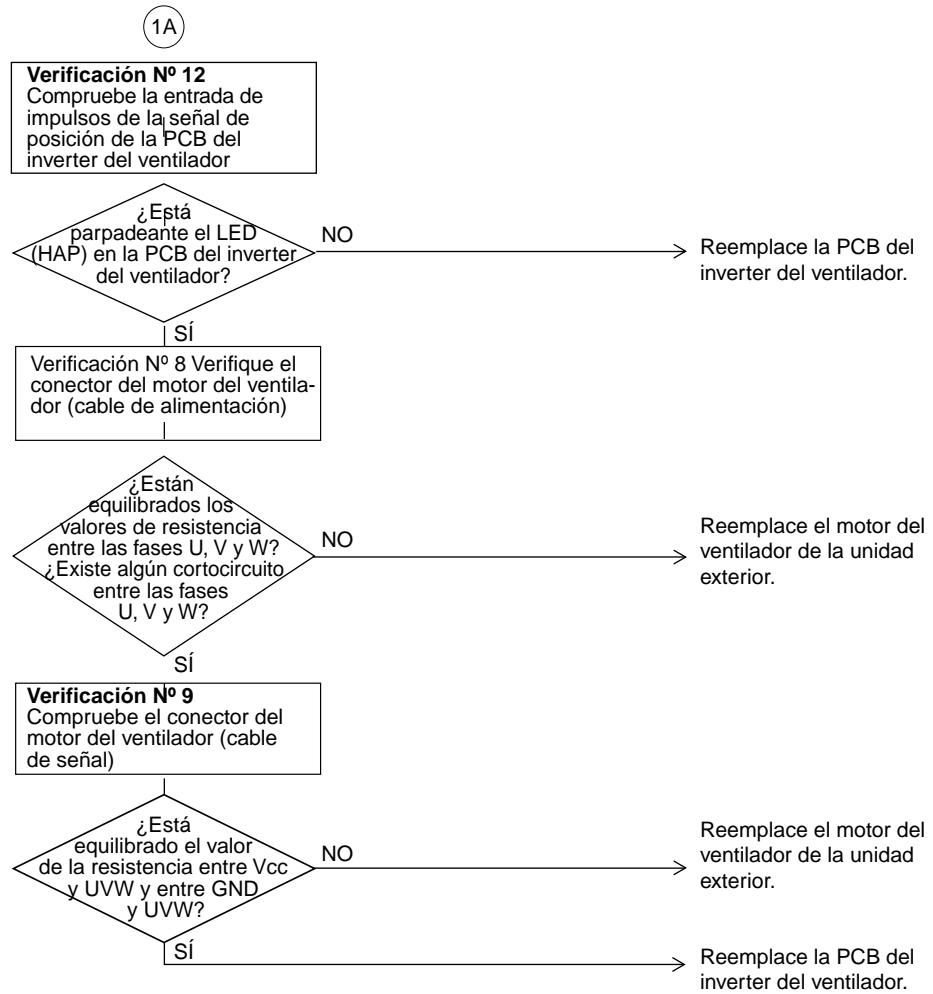 1A
Verificación Nº 12
Compruebe la entrada de
impulsos de la señal de
posición de la PCB del
inverter del ventilador
¿Está
parpadeante el LED
(HAP) en la PCB del inverter
del ventilador?
NO
Reemplace la PCB del
inverter del ventilador.
SÍ
Verificación Nº 8 Verifique el
conector del motor del ventila-
dor (cable de alimentación)
¿Están
equilibrados los
valores de resistencia
entre las fases U, V y W?
¿Existe algún cortocircuito
entre las fases
U, V y W?
NO
Reemplace el motor del
ventilador de la unidad
exterior.
SÍ
Verificación Nº 9
Compruebe el conector del
motor del ventilador (cable
de señal)
¿Está
equilibrado el valor
de la resistencia entre Vcc
y UVW y entre GND
y UVW?
NO
Reemplace el motor del
ventilador de la unidad
exterior.
SÍ
Reemplace la PCB del
inverter del ventilador.